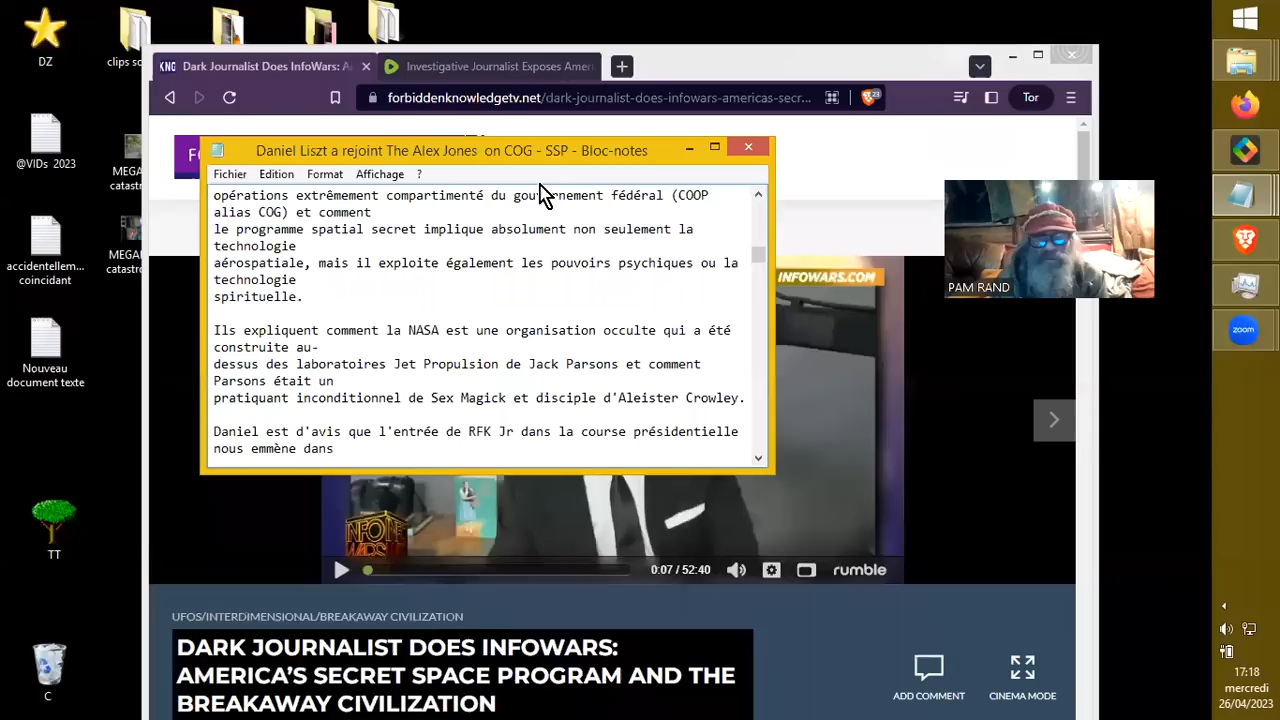 DZ
clips so
@VIDs 2023
MEGA
catast
accidentellem...
coincidant
MEGA
catastr
Nouveau
document texte
TT
C
KNO Dark Journalist Does InfoWars: A
Investigative Journalist Exposes Amer
forbiddenknowledgetv.net/dark-journalist-does-infowars-americas-secr...
23
Tor
Daniel Liszt a rejoint The Alex Jones on COG - SSP - Bloc-notes
Fichier Edition Format Affichage ?
opérations extrêmement compartimenté du gouvernement fédéral (COOP
alias COG) et comment
le programme spatial secret implique absolument non seulement la
technologie
aérospatiale, mais il exploite également les pouvoirs psychiques ou la
technologie
spirituelle.
Ils expliquent comment la NASA est une organisation occulte qui a été
construite au-
dessus des laboratoires Jet Propulsion de Jack Parsons et comment
Parsons était un
pratiquant inconditionnel de Sex Magick et disciple d'Aleister Crowley.
Daniel est d'avis que l'entrée de RFK Jr dans la course présidentielle
nous emmène dans
INFOWARS.COM
PAM RAND
zoom
INFO
WARS
0:07 / 52:40
rumble
UFOS/INTERDIMENSIONAL/BREAKAWAY CIVILIZATION
DARK JOURNALIST DOES INFOWARS:
AMERICA'S SECRET SPACE PROGRAM AND THE
BREAKAWAY CIVILIZATION
ADD COMMENT
CINEMA MODE
17:18
mercredi
26/04/2023